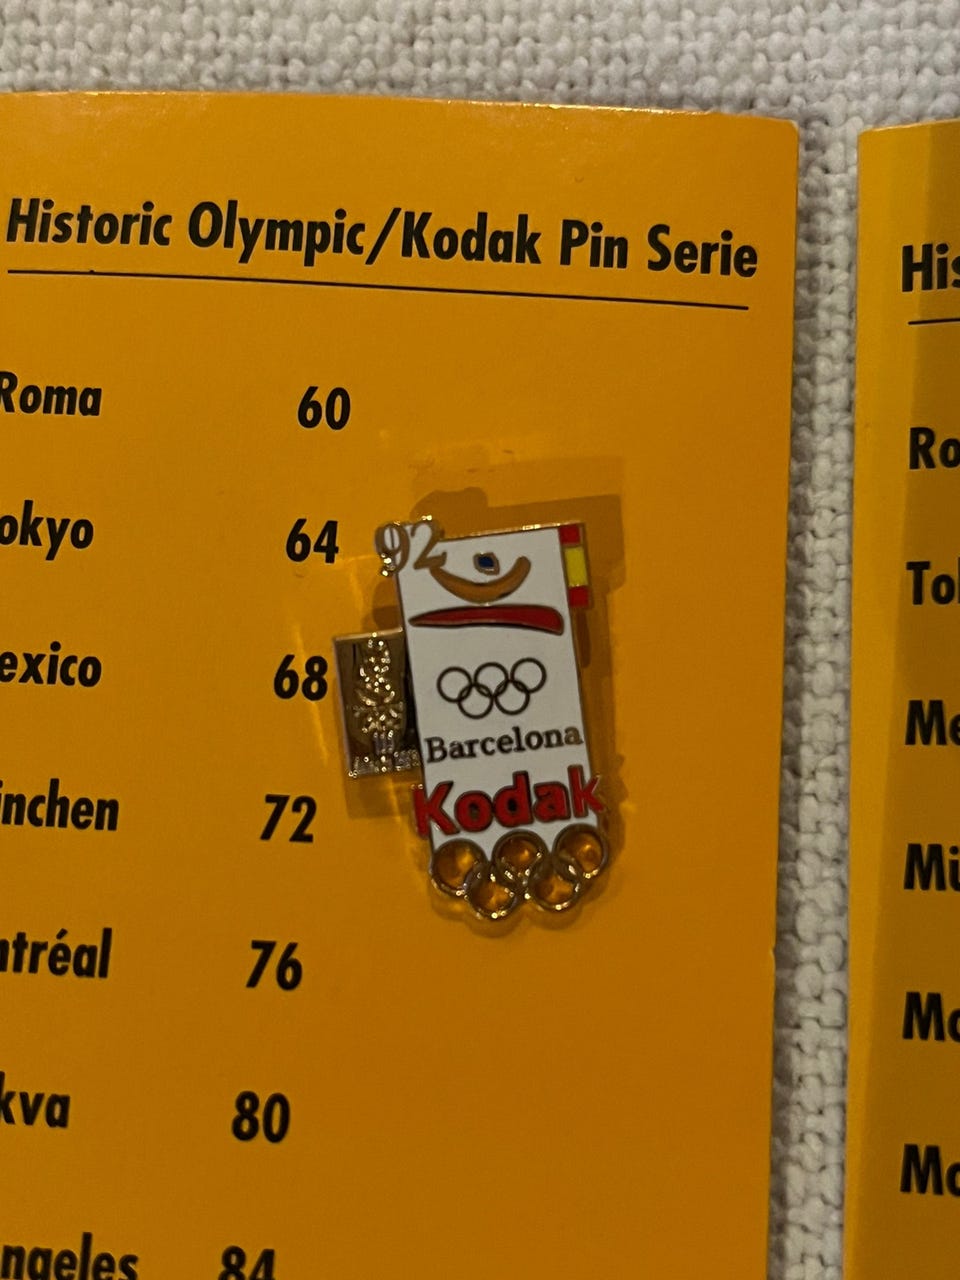 Historic Olympic/Kodak Pin Serie
Roma 60
okyo 64
exico 68
inchen 72
ntréal 76
kva 80
ngeles 84
92
Barcelona
Kodak
His
Ro
Tok
Me
Mü
Mo
Mo